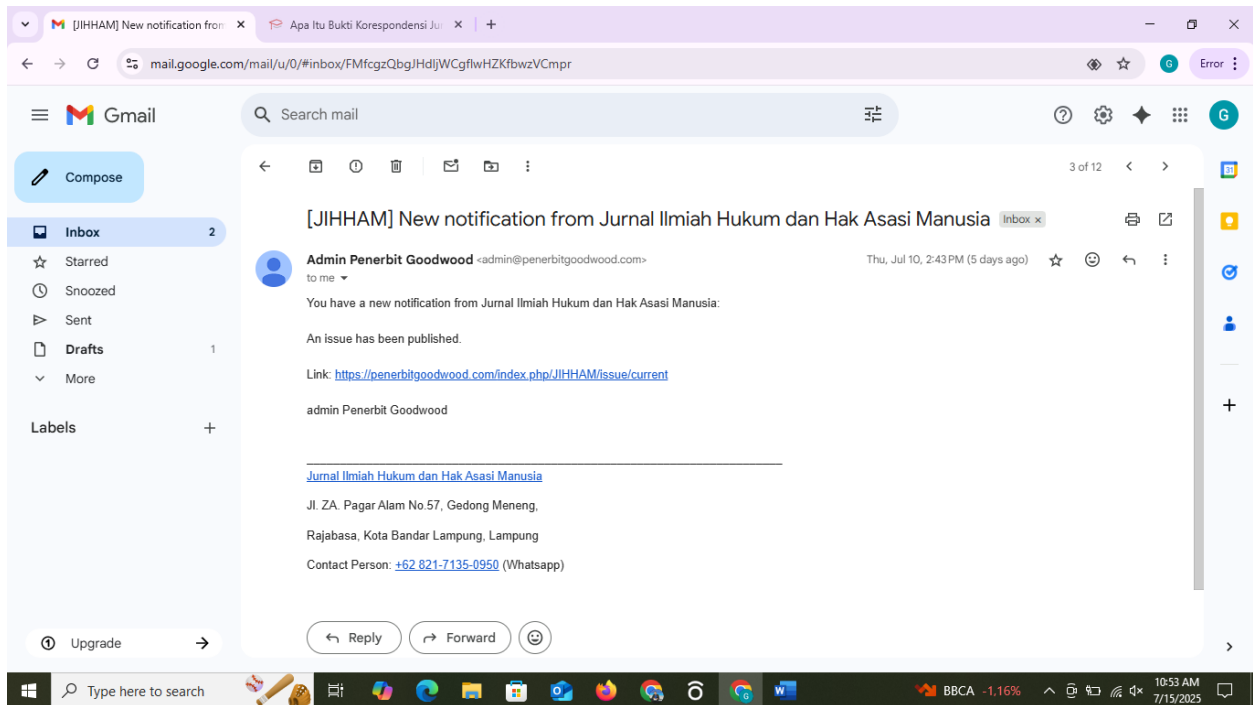 [JIHHAM] New notification from
Apa Itu Bukti Korespondensi Jur
mail.google.com/mail/u/0/#inbox/FMfcgzQbgJHdljWCgflwHZKfbwzVCmpr
G
Error
Gmail
Search mail
G
Compose
3 of 12
31
Inbox 2
Starred
Snoozed
Sent
Drafts 1
More
Labels
[JIHHAM] New notification from Jurnal Ilmiah Hukum dan Hak Asasi Manusia Inbox x
Admin Penerbit Goodwood <admin@penerbitgoodwood.com> Thu, Jul 10, 2:43 PM (5 days ago)
to me
You have a new notification from Jurnal Ilmiah Hukum dan Hak Asasi Manusia:
An issue has been published.
Link: https://penerbitgoodwood.com/index.php/JIHHAM/issue/current
admin Penerbit Goodwood
Jurnal Ilmiah Hukum dan Hak Asasi Manusia
Jl. ZA. Pagar Alam No.57, Gedong Meneng,
Rajabasa, Kota Bandar Lampung, Lampung
Contact Person: +62 821-7135-0950 (Whatsapp)
Reply Forward
Upgrade
Type here to search
BBCA -1,16%
10:53 AM
7/15/2025